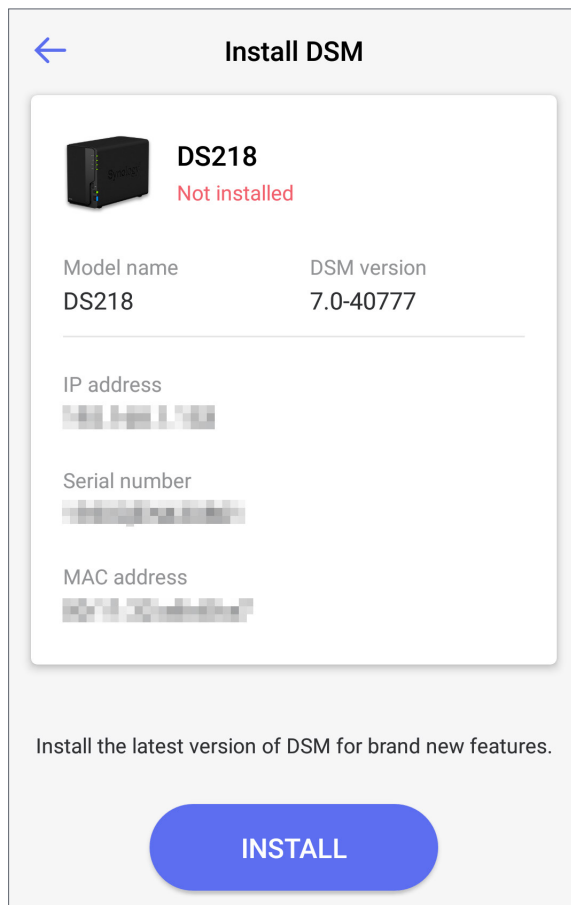 Install DSM
DS218
Not installed
Model name
DSM version
DS218
7.0-40777
IP address
Serial number
MAC address
Install the latest version of DSM for brand new features.
INSTALL